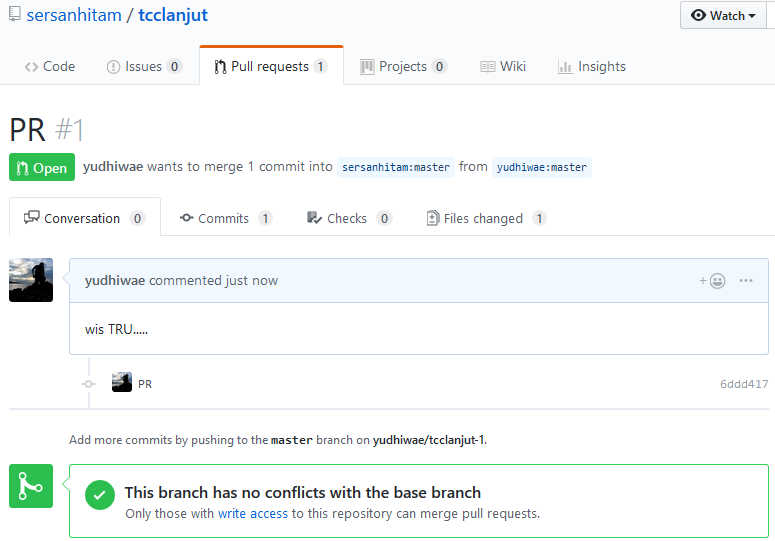 sersanhitam / tcclanjut
Watch
Code Issues 0 Pull requests 1 Projects 0 Wiki Insights
PR #1
Open yudhiwae wants to merge 1 commit into sersanhitam:master from yudhiwae:master
Conversation 0 Commits 1 Checks 0 Files changed 1
yudhiwae commented just now
wis TRU.....
PR 6ddd417
Add more commits by pushing to the master branch on yudhiwae/tcclanjut-1.
This branch has no conflicts with the base branch
Only those with write access to this repository can merge pull requests.